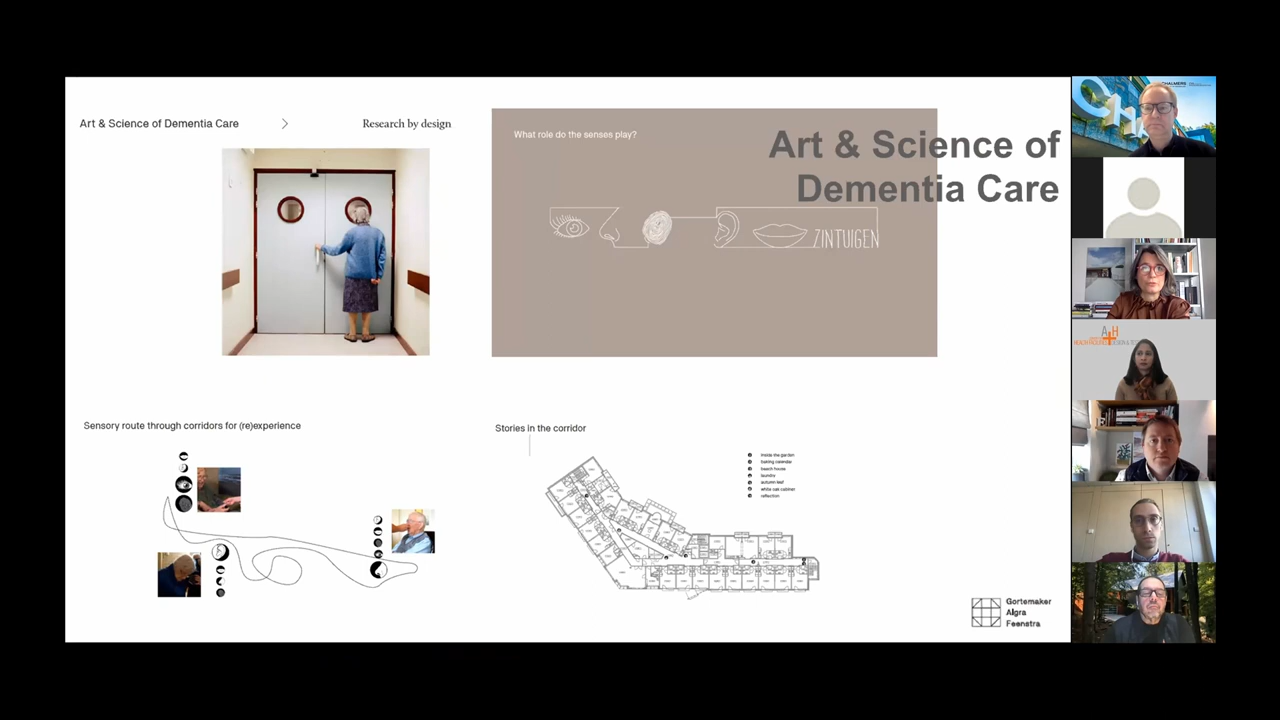 Art & Science of Dementia Care
Research by design
What role do the senses play?
Art & Science of
Dementia Care
ZINTUIGEN
Sensory route through corridors for (re)experience
Stories in the corridor
inside the garden
baking calendar
beach house
laundry
autumn leaf
white oak cabinet
reflection
Gortemaker
Algra
Feenstra
CHALMERS
A+H